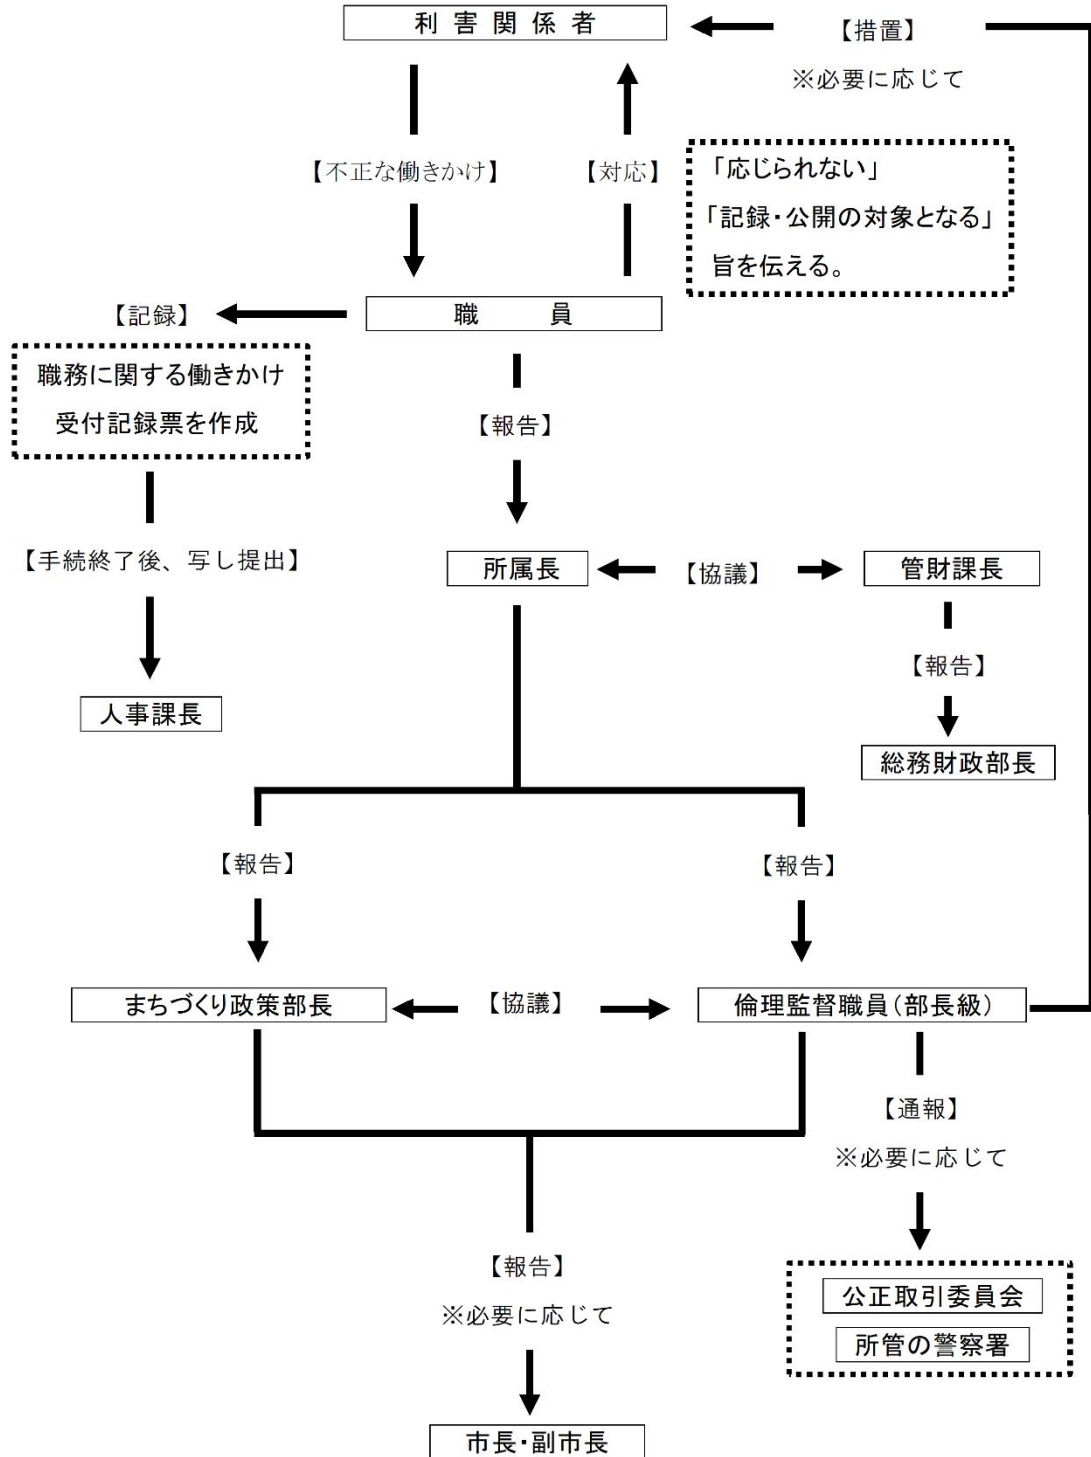 利害関係者
【措置】
※必要に応じて
【不正な働きかけ】
【対応】
「応じられない」
「記録・公開の対象となる」
旨を伝える。
【記録】
職員
職務に関する働きかけ
受付記録票を作成
【報告】
【手続終了後、写し提出】
所属長
【協議】
管財課長
【報告】
人事課長
総務財政部長
【報告】
【報告】
まちづくり政策部長
【協議】
倫理監督職員(部長級)
【通報】
※必要に応じて
【報告】
※必要に応じて
公正取引委員会
所管の警察署
市長・副市長